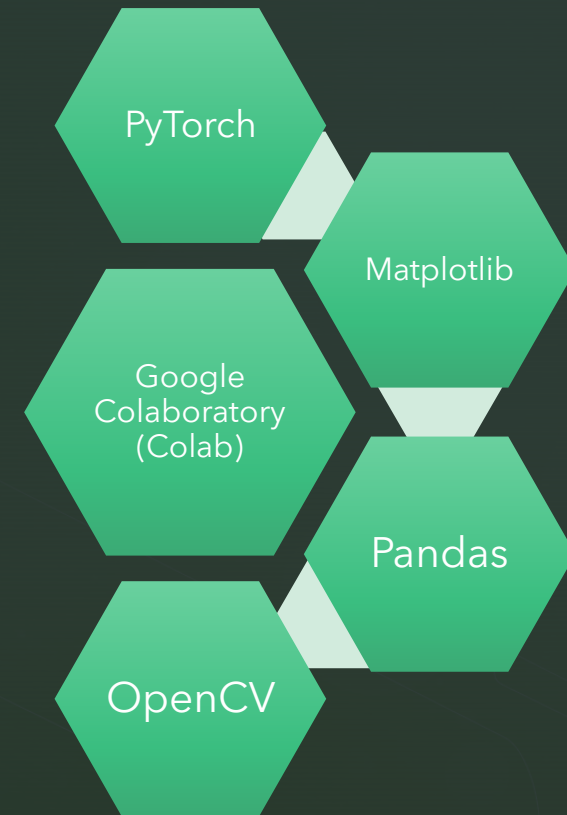 PyTorch
Matplotlib
Google
Colaboratory
(Colab)
Pandas
OpenCV